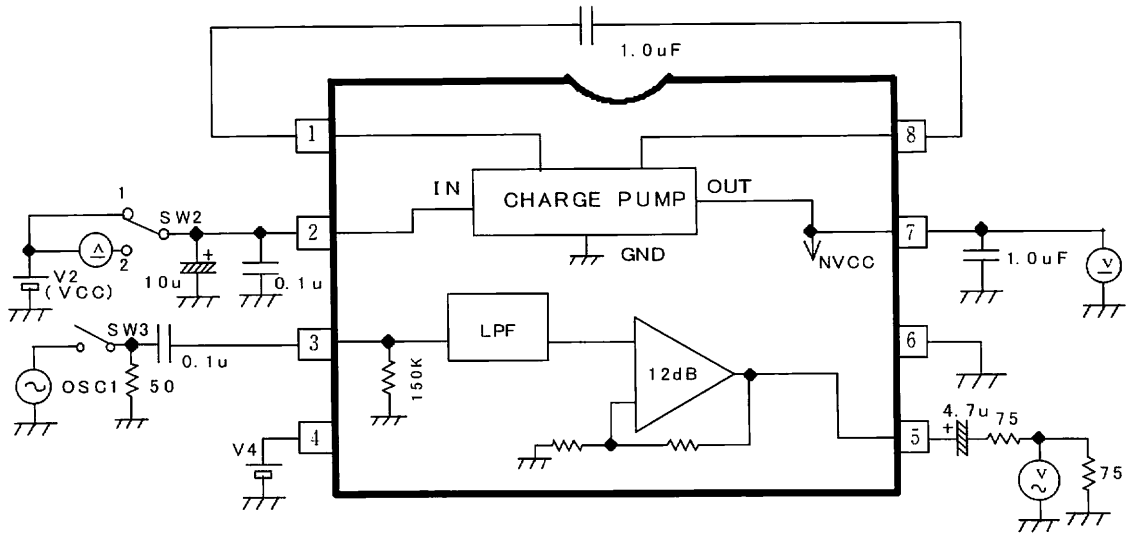 1.0uF
1
8
IN
CHARGE PUMP
OUT
GND
1
SW2
2
A
2
V2
(VCC)
10u
+
0.1u
7
NVCC
1.0uF
V
SW3
0.1u
3
LPF
6
OSC1
50
150K
12dB
4.7u
75
V4
4
5
+
V
75